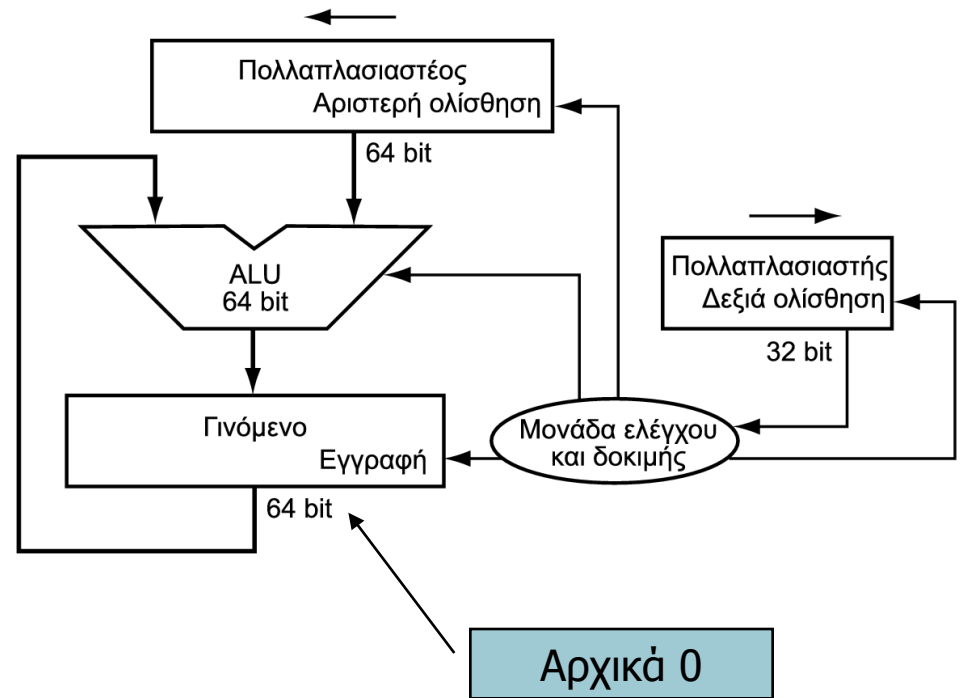 Πολλαπλασιαστέος
Αριστερή ολίσθηση
64 bit
ALU
64 bit
Πολλαπλασιαστής
Δεξιά ολίσθηση
32 bit
Γινόμενο
Εγγραφή
64 bit
Μονάδα ελέγχου
και δοκιμής
Αρχικά 0